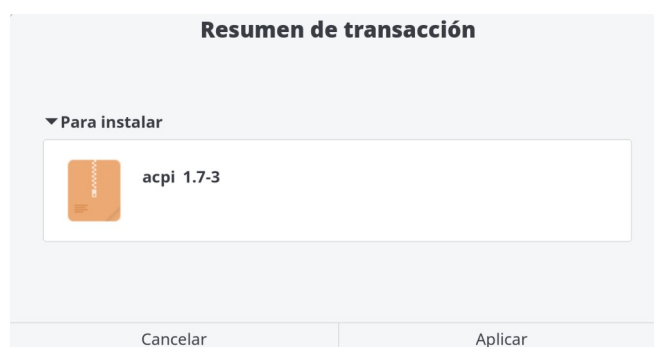 Resumen de transacción
Para instalar
acpi 1.7-3
Cancelar
Aplicar